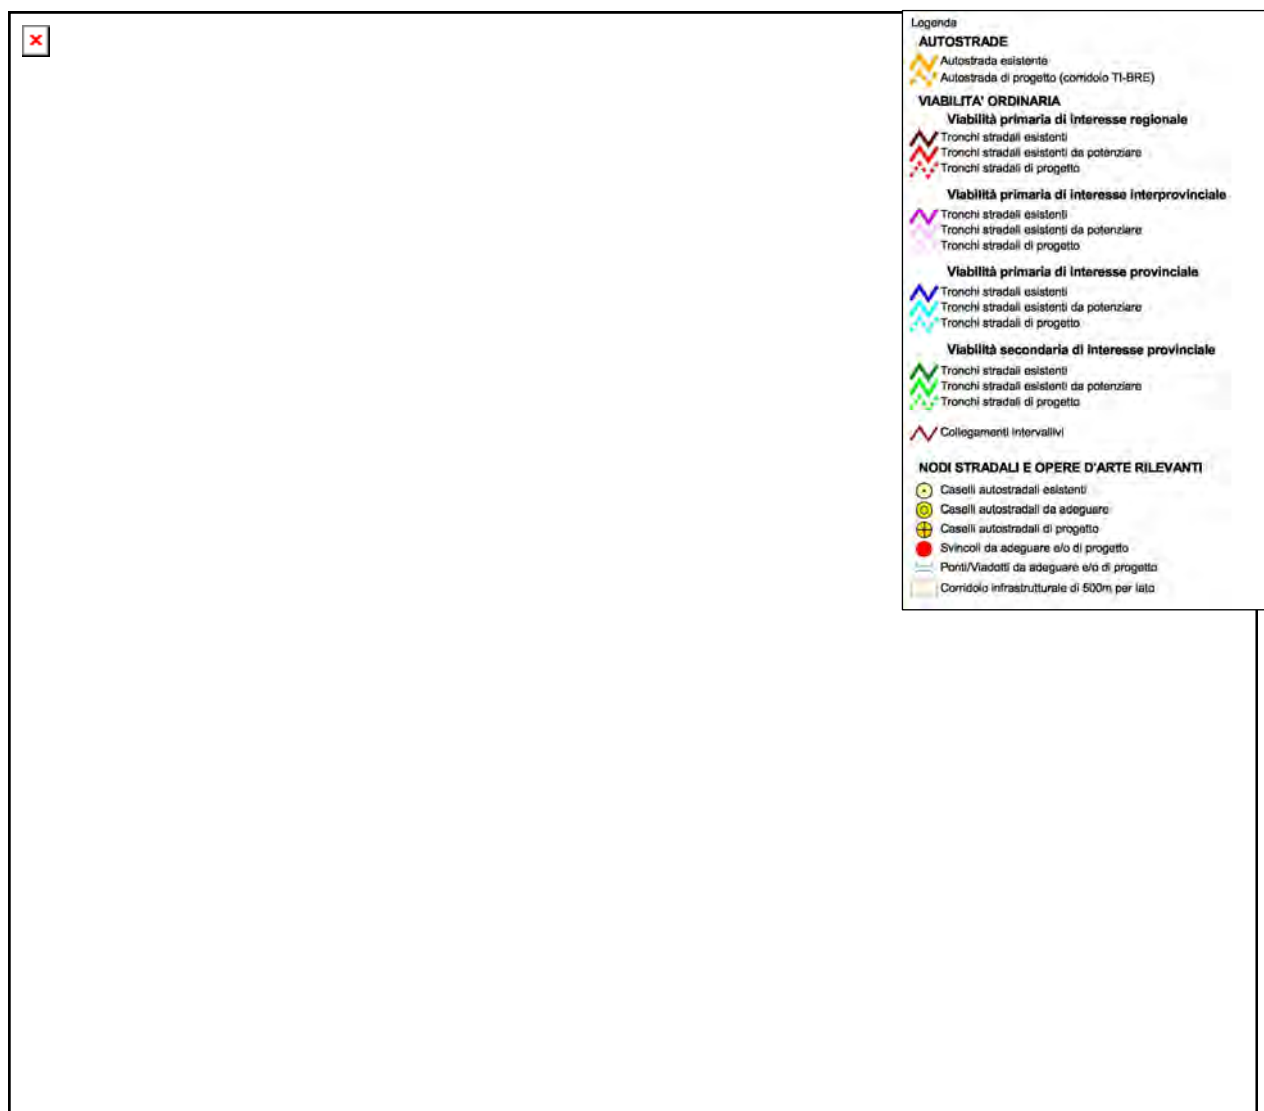 Legenda
AUTOSTRADE
Autostrada esistente
Autostrada di progetto (corridoio TI-BRE)
VIABILITA' ORDINARIA
Viabilità primaria di interesse regionale
Tronchi stradali esistenti
Tronchi stradali esistenti da potenziare
Tronchi stradali di progetto
Viabilità primaria di interesse interprovinciale
Tronchi stradali esistenti
Tronchi stradali esistenti da potenziare
Tronchi stradali di progetto
Viabilità primaria di interesse provinciale
Tronchi stradali esistenti
Tronchi stradali esistenti da potenziare
Tronchi stradali di progetto
Viabilità secondaria di interesse provinciale
Tronchi stradali esistenti
Tronchi stradali esistenti da potenziare
Tronchi stradali di progetto
Collegamenti intervallivi
NODI STRADALI E OPERE D'ARTE RILEVANTI
Caselli autostradali esistenti
Caselli autostradali da adeguare
Caselli autostradali di progetto
Svincoli da adeguare e/o di progetto
Ponti/Viadotti da adeguare e/o di progetto
Corridoio infrastrutturale di 500m per lato